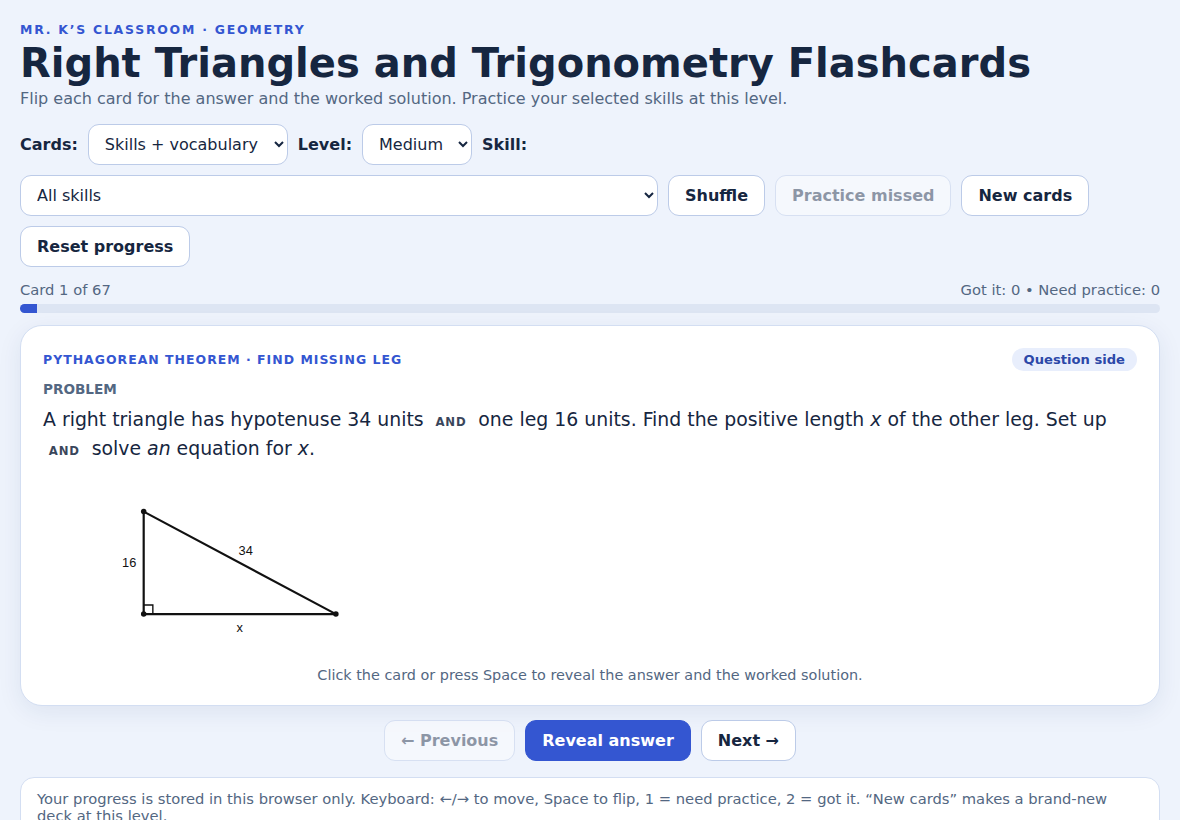 MR. K’S CLASSROOM · GEOMETRY
Right Triangles and Trigonometry Flashcards
Flip each card for the answer and the worked solution. Practice your selected skills at this level.
Cards: Skills + vocabulary Level: Medium Skill:
All skills Shuffle Practice missed New cards
Reset progress
Card 1 of 67 Got it: 0 • Need practice: 0
PYTHAGOREAN THEOREM · FIND MISSING LEG Question side
PROBLEM
A right triangle has hypotenuse 34 units AND one leg 16 units. Find the positive length x of the other leg. Set up
AND solve an equation for x.
34
16
x
Click the card or press Space to reveal the answer and the worked solution.
← Previous Reveal answer Next →
Your progress is stored in this browser only. Keyboard: ←/→ to move, Space to flip, 1 = need practice, 2 = got it. “New cards” makes a brand-new
deck at this level.